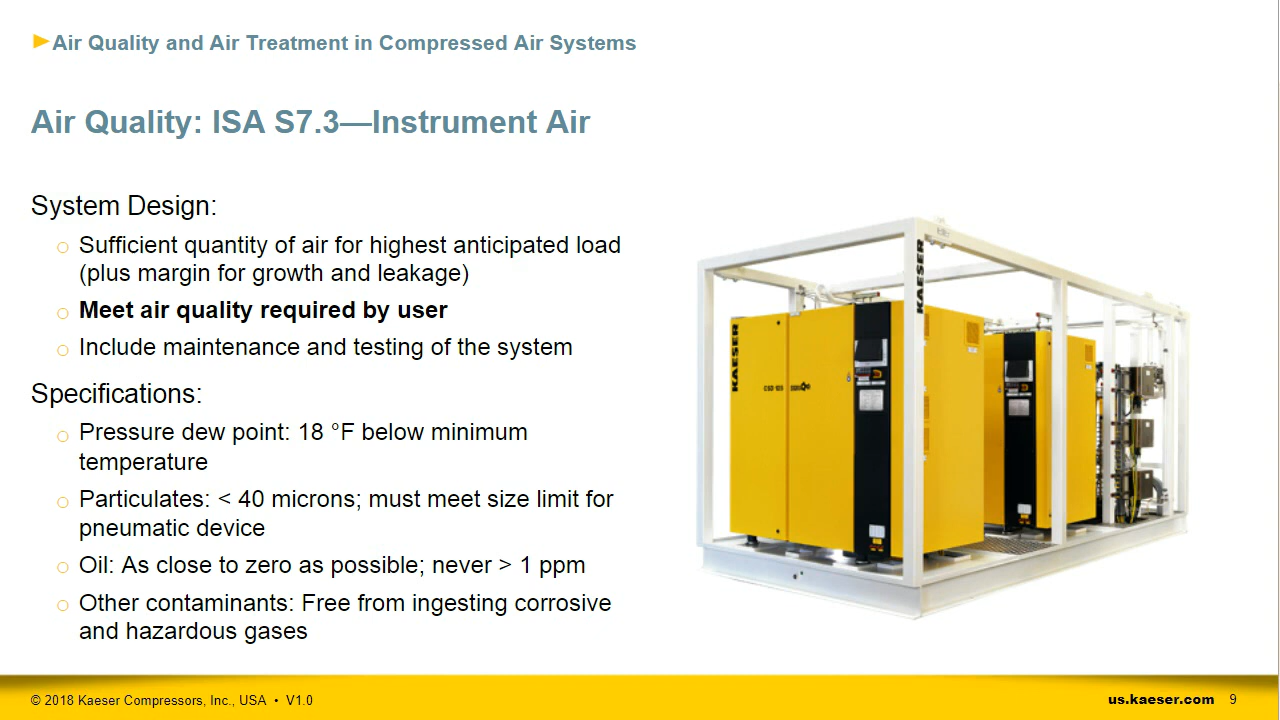 Air Quality and Air Treatment in Compressed Air Systems
Air Quality: ISA S7.3—Instrument Air
System Design:
Sufficient quantity of air for highest anticipated load
(plus margin for growth and leakage)
Meet air quality required by user
Include maintenance and testing of the system
Specifications:
Pressure dew point: 18 °F below minimum
temperature
Particulates: < 40 microns; must meet size limit for
pneumatic device
Oil: As close to zero as possible; never > 1 ppm
Other contaminants: Free from ingesting corrosive
and hazardous gases
KAESER
KAESER
© 2018 Kaeser Compressors, Inc., USA • V1.0
us.kaeser.com 9